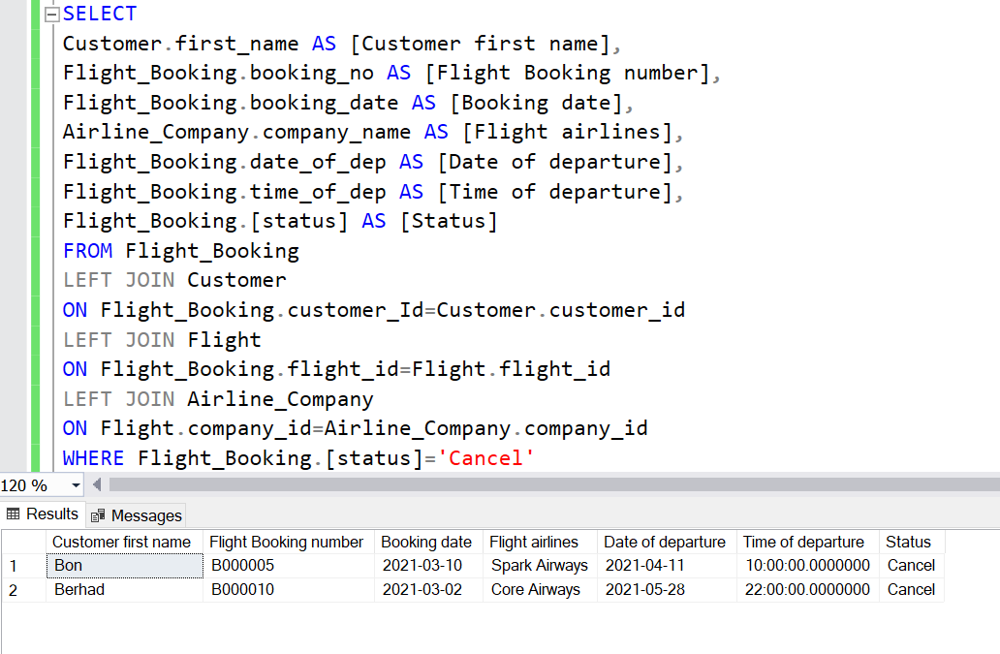 SELECT
Customer.first_name AS [Customer first name],
Flight_Booking.booking_no AS [Flight Booking number],
Flight_Booking.booking_date AS [Booking date],
Airline_Company.company_name AS [Flight airlines],
Flight_Booking.date_of_dep AS [Date of departure],
Flight_Booking.time_of_dep AS [Time of departure],
Flight_Booking.[status] AS [Status]
FROM Flight_Booking
LEFT JOIN Customer
ON Flight_Booking.customer_Id=Customer.customer_id
LEFT JOIN Flight
ON Flight_Booking.flight_id=Flight.flight_id
LEFT JOIN Airline_Company
ON Flight.company_id=Airline_Company.company_id
WHERE Flight_Booking.[status]='Cancel'
120 %
Results Messages
Customer first name Flight Booking number Booking date Flight airlines Date of departure Time of departure Status
1 Bon B000005 2021-03-10 Spark Airways 2021-04-11 10:00:00.0000000 Cancel
2 Berhad B000010 2021-03-02 Core Airways 2021-05-28 22:00:00.0000000 Cancel